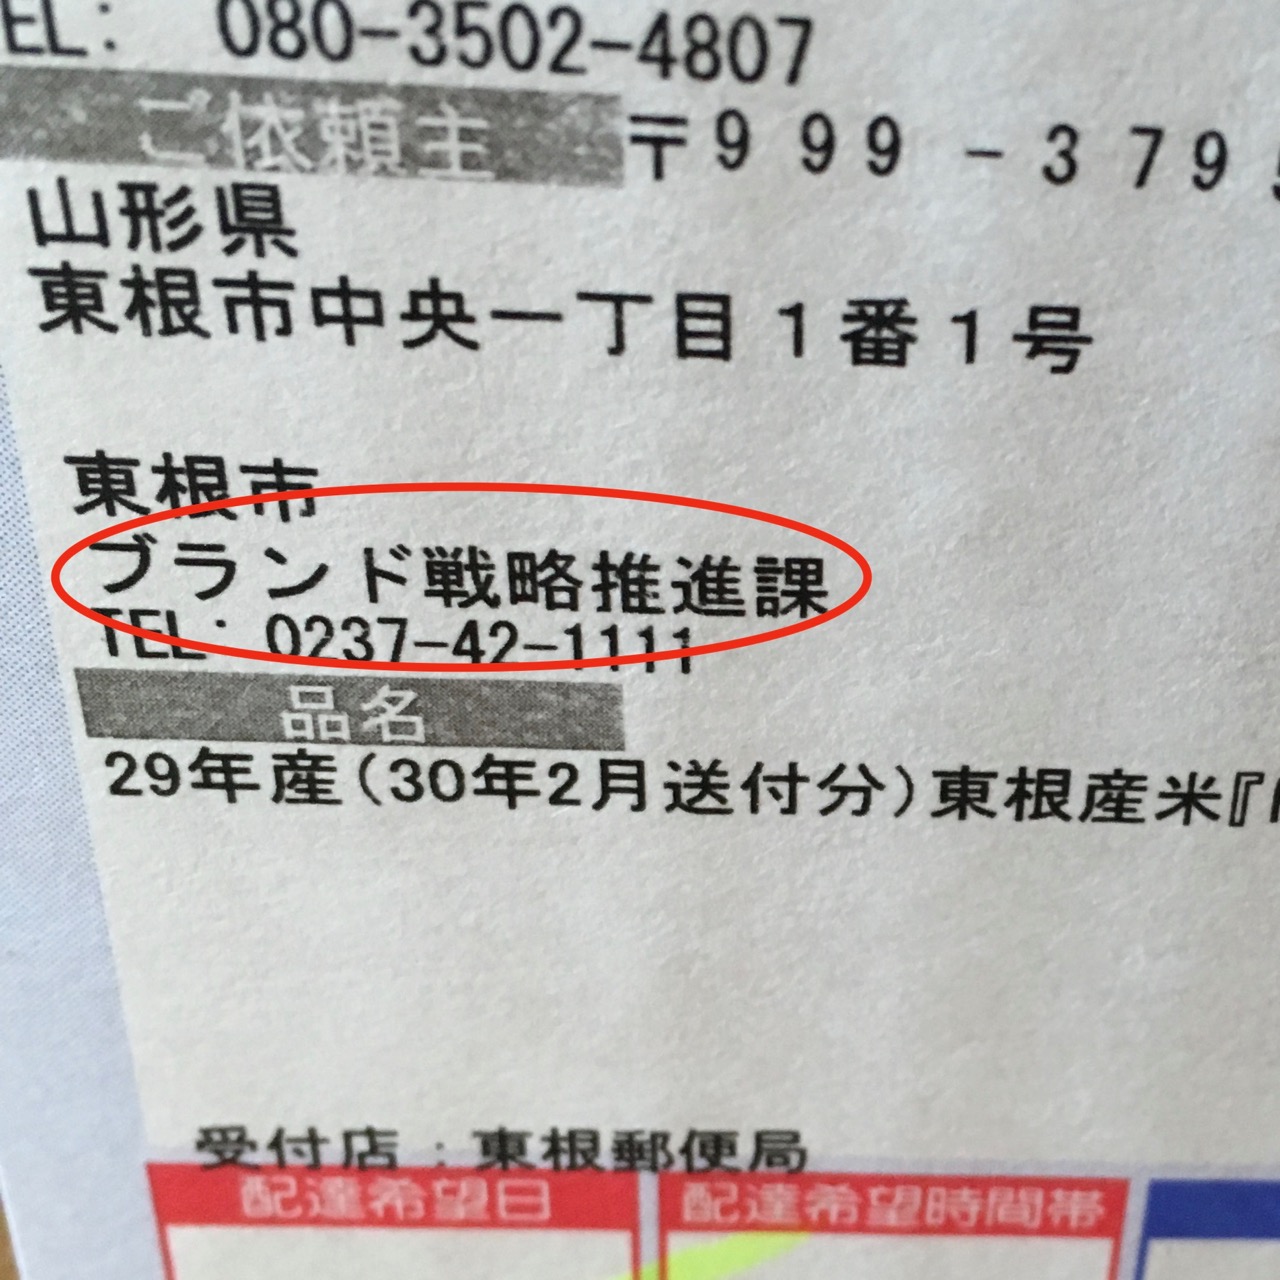 EL: 080-3502-4807
ご依頼主 〒999-379
山形県
東根市中央一丁目1番1号
東根市
ブランド戦略推進課
TEL: 0237-42-1111
品名
29年産(30年2月送付分)東根産米『
受付店:東根郵便局
配達希望日 配達希望時間帯